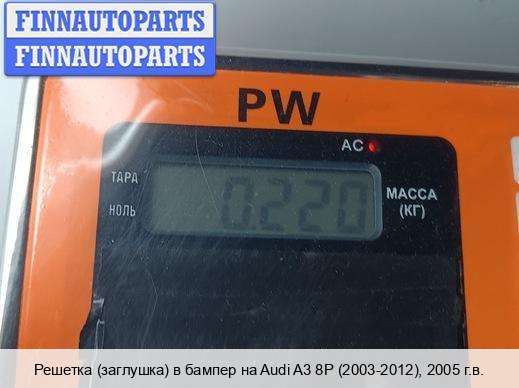 FINNAUTOPARTS
FINNAUTOPARTS
PW
AC
ТАРА
НОЛЬ
0.220
МАССА
(КГ)
Решетка (заглушка) в бампер на Audi A3 8P (2003-2012), 2005 г.в.